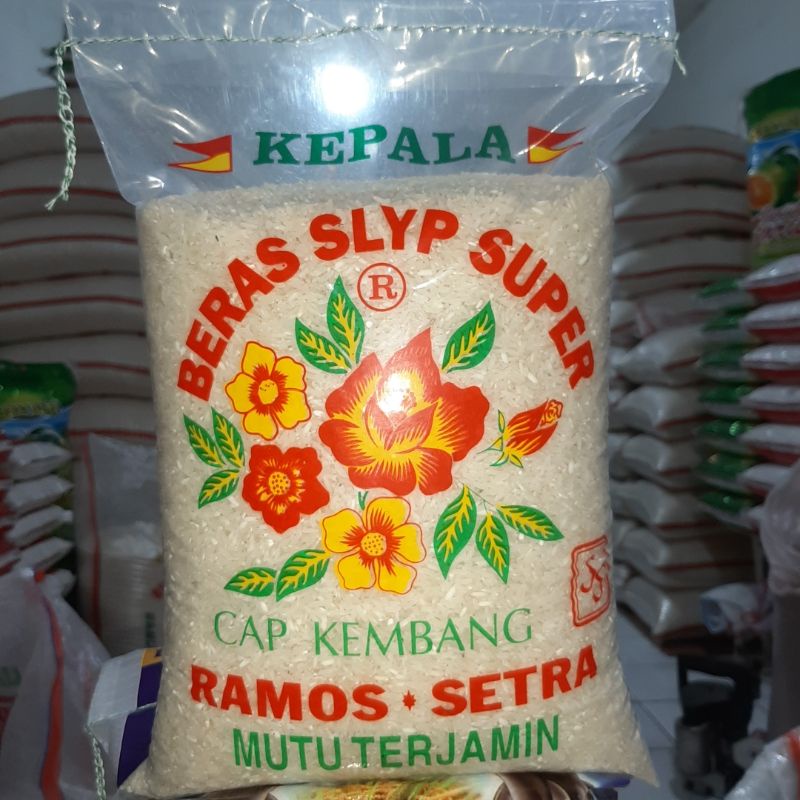 KEPALA
BERAS SLYP SUPER
®
CAP KEMBANG
RAMOS • SETRA
MUTU TERJAMIN